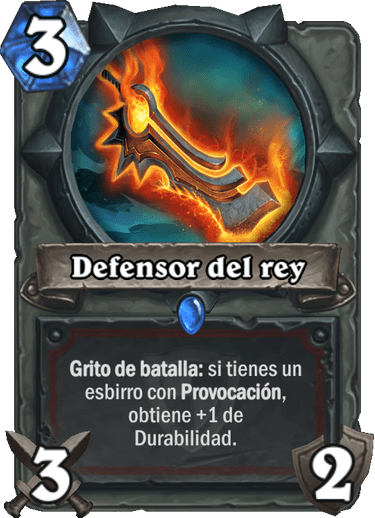 3
Defensor del rey
Grito de batalla: si tienes un
esbirro con Provocación,
obtiene +1 de
Durabilidad.
3
2